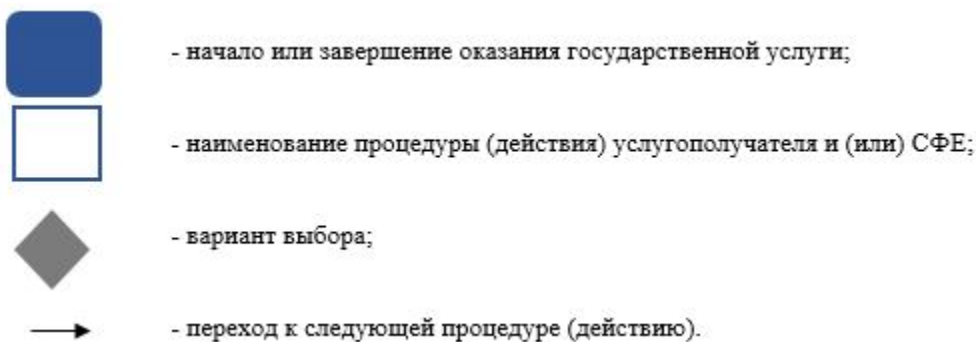 - начало или завершение оказания государственной услуги;
- наименование процедуры (действия) услугополучателя и (или) СФЕ;
- вариант выбора;
- переход к следующей процедуре (действию).